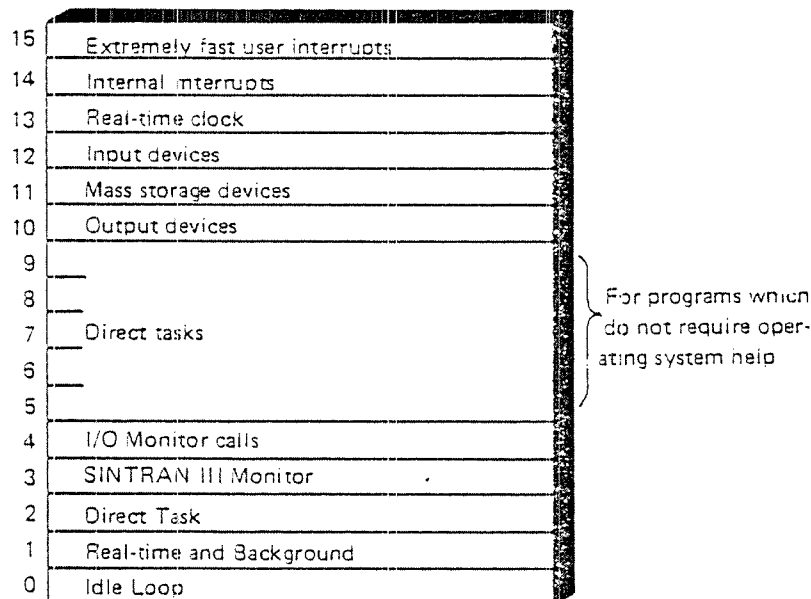 15 Extremely fast user interrupts
14 Internal interrupts
13 Real-time clock
12 Input devices
11 Mass storage devices
10 Output devices
9
8
7 Direct tasks
6
5
For programs which
do not require oper-
ating system help
4 I/O Monitor calls
3 SINTRAN III Monitor
2 Direct Task
1 Real-time and Background
0 Idle Loop